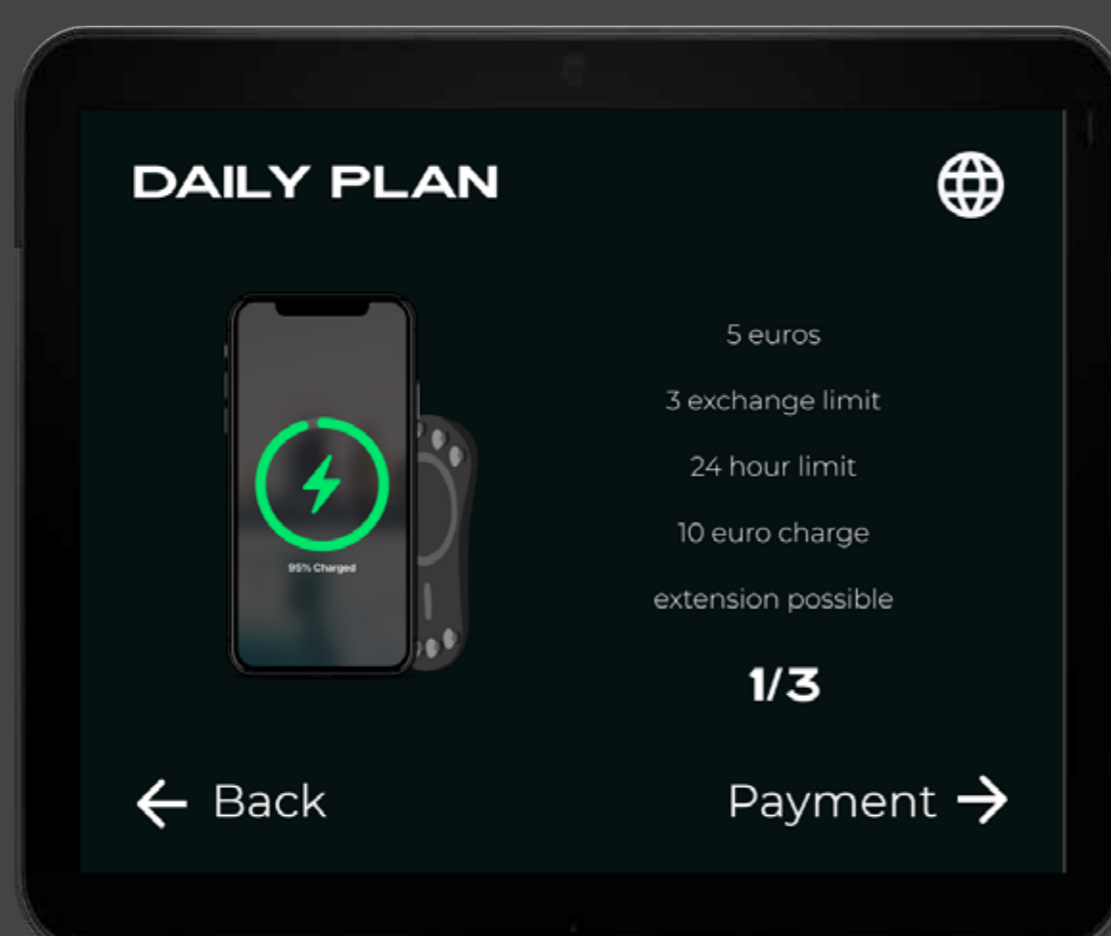 DAILY PLAN
5 euros
3 exchange limit
24 hour limit
10 euro charge
extension possible
95% Charged
1/3
Back
Payment